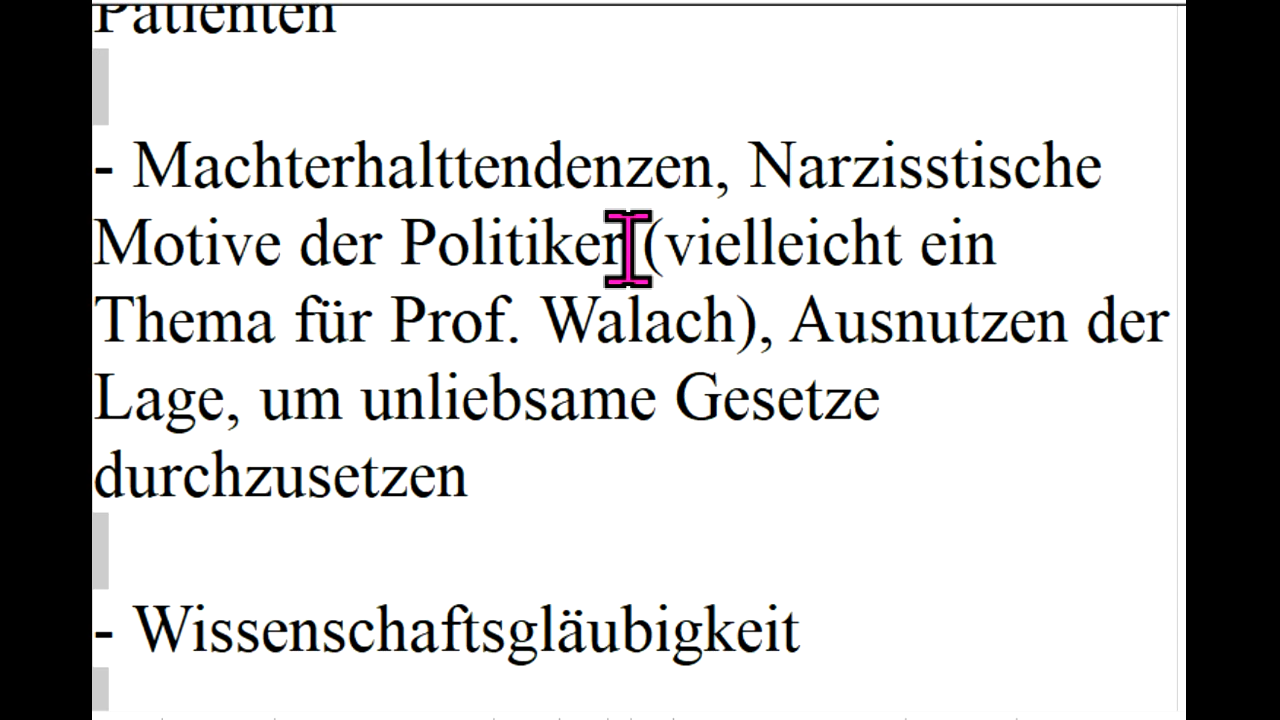 Patienten
- Machterhalttendenzen, Narzisstische
Motive der Politiker (vielleicht ein
Thema für Prof. Walach), Ausnutzen der
Lage, um unliebsame Gesetze
durchzusetzen
- Wissenschaftsgläubigkeit